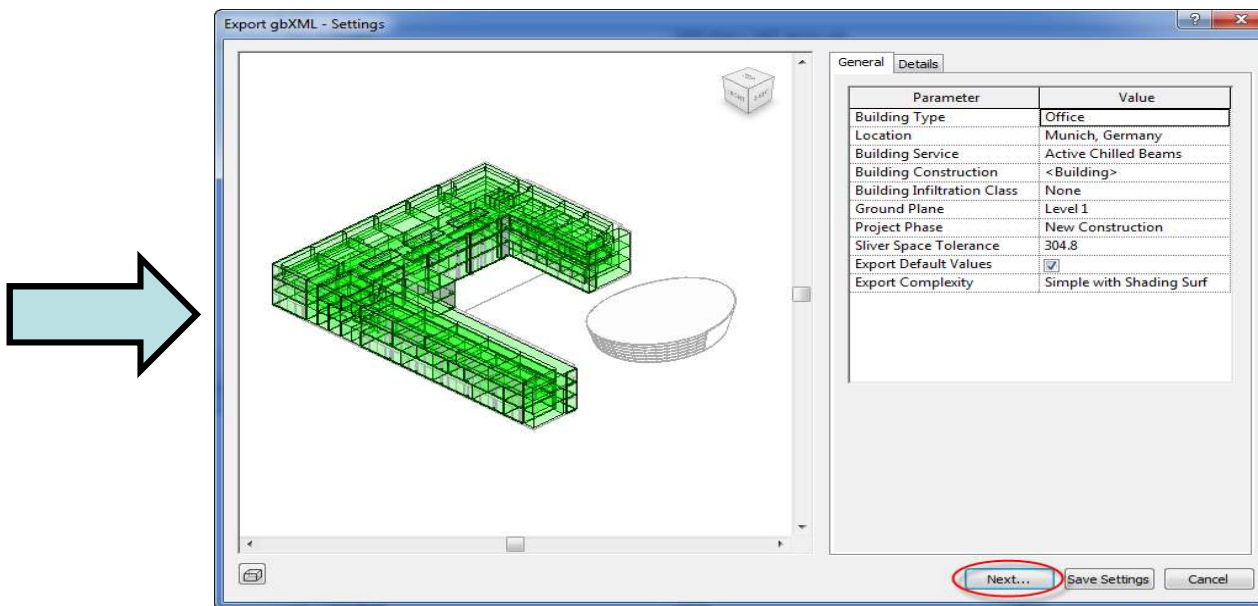 Export gbXML - Settings
General Details
Parameter Value
Building Type Office
Location Munich, Germany
Building Service Active Chilled Beams
Building Construction <Building>
Building Infiltration Class None
Ground Plane Level 1
Project Phase New Construction
Sliver Space Tolerance 304.8
Export Default Values
Export Complexity Simple with Shading Surf
Next... Save Settings Cancel